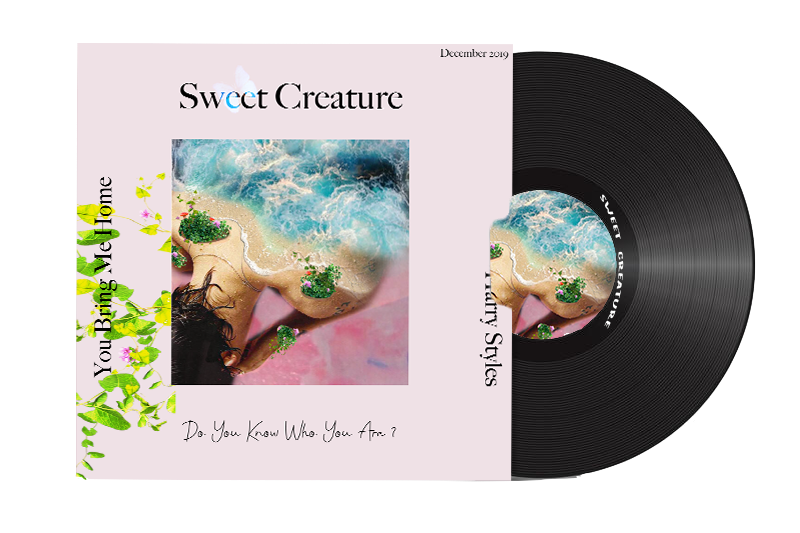 December 2019
Sweet Creature
You Bring Me Home
Harry Styles
SWEET CREATURE
Do You Know Who You Are ?